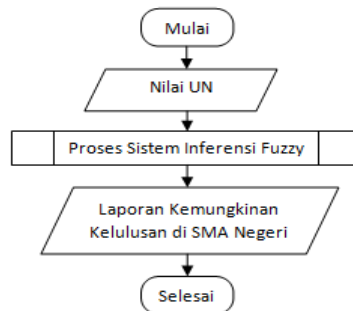 Mulai
Nilai UN
Proses Sistem Inferensi Fuzzy
Laporan Kemungkinan
Kelulusan di SMA Negeri
Selesai